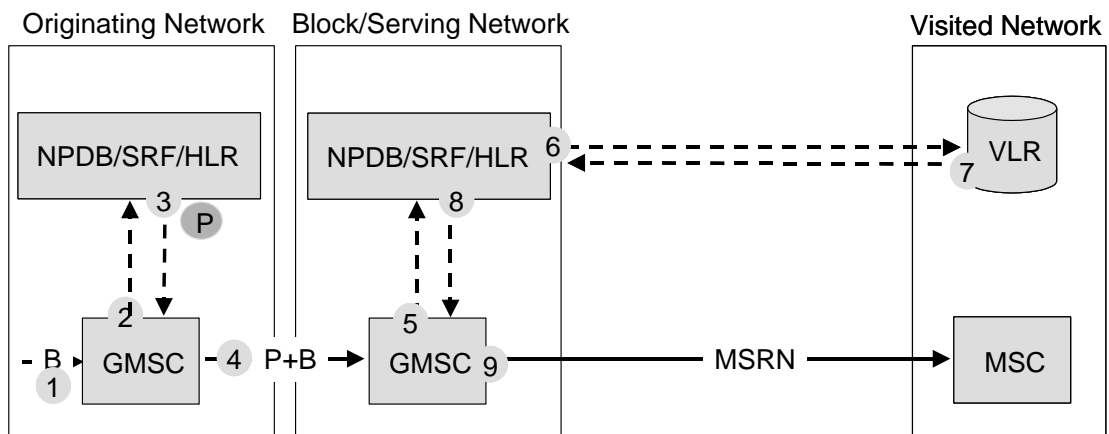 Originating Network
Block/Serving Network
Visited Network
NPDB/SRF/HLR
NPDB/SRF/HLR
6
VLR
7
3
8
P
2
5
B
1
GMSC
4
P+B
GMSC
9
MSRN
MSC